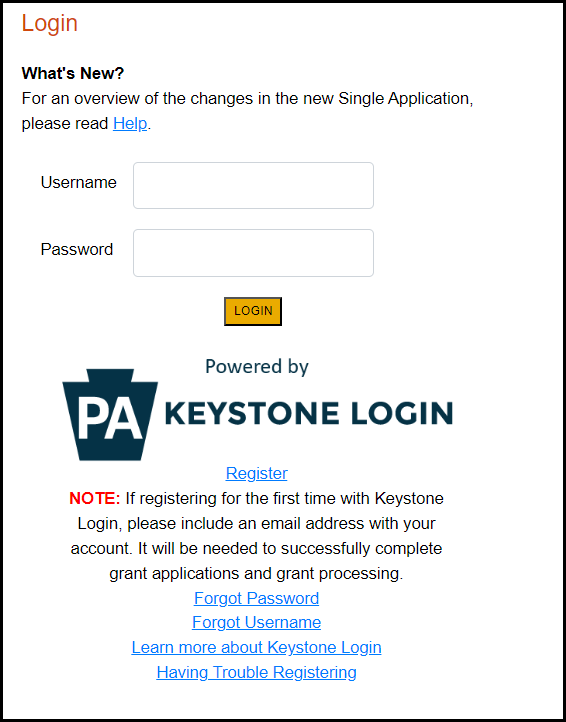 Login
What's New?
For an overview of the changes in the new Single Application,
please read Help.
Username
Password
LOGIN
Powered by
PA KEYSTONE LOGIN
Register
NOTE: If registering for the first time with Keystone
Login, please include an email address with your
account. It will be needed to successfully complete
grant applications and grant processing.
Forgot Password
Forgot Username
Learn more about Keystone Login
Having Trouble Registering